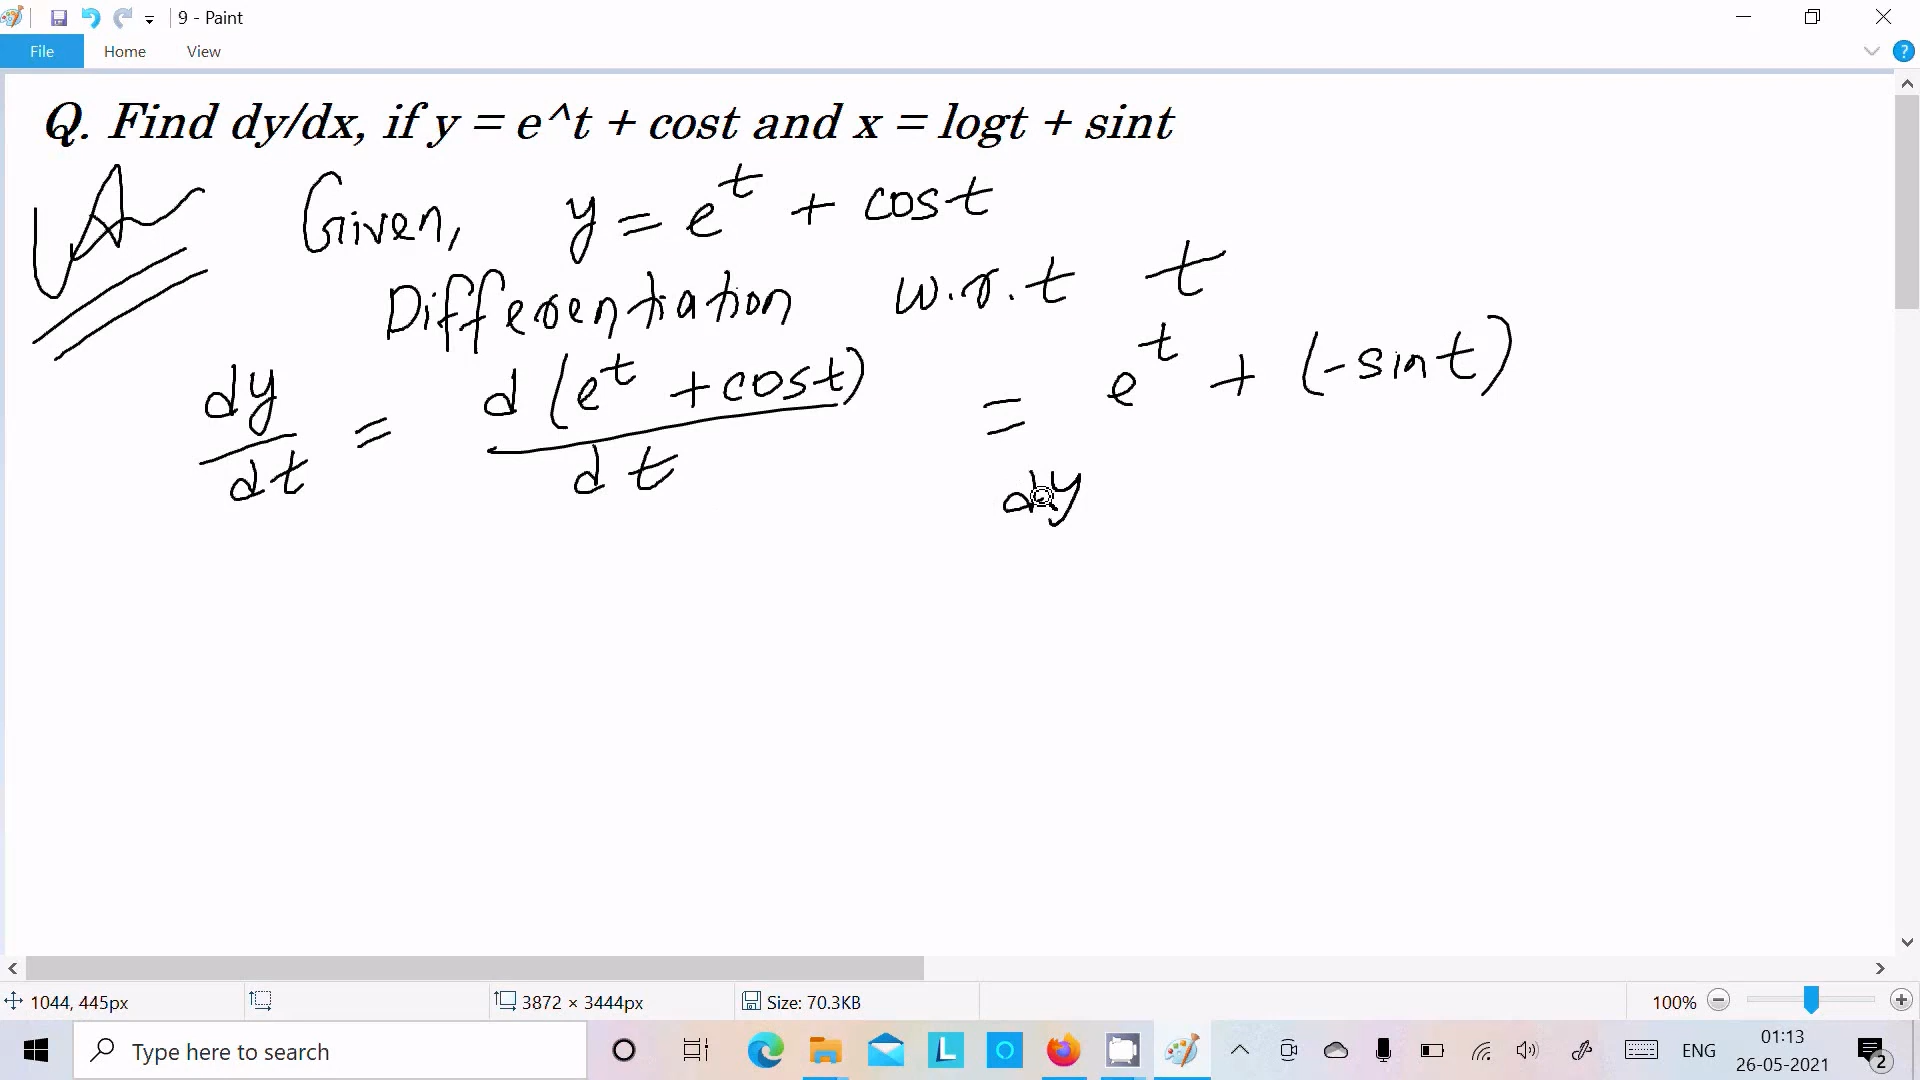 9 - Paint
File Home View
Q. Find dy/dx, if y = e^t + cost and x = logt + sint
A Given, y = e^t + cost
Differentiation w.r.t t
dy/dt = d(e^t + cost)/dt = e^t + (-sint)
dy
1044, 445px 3872 × 3444px Size: 70.3KB 100%
Type here to search ENG 01:13
26-05-2021 2